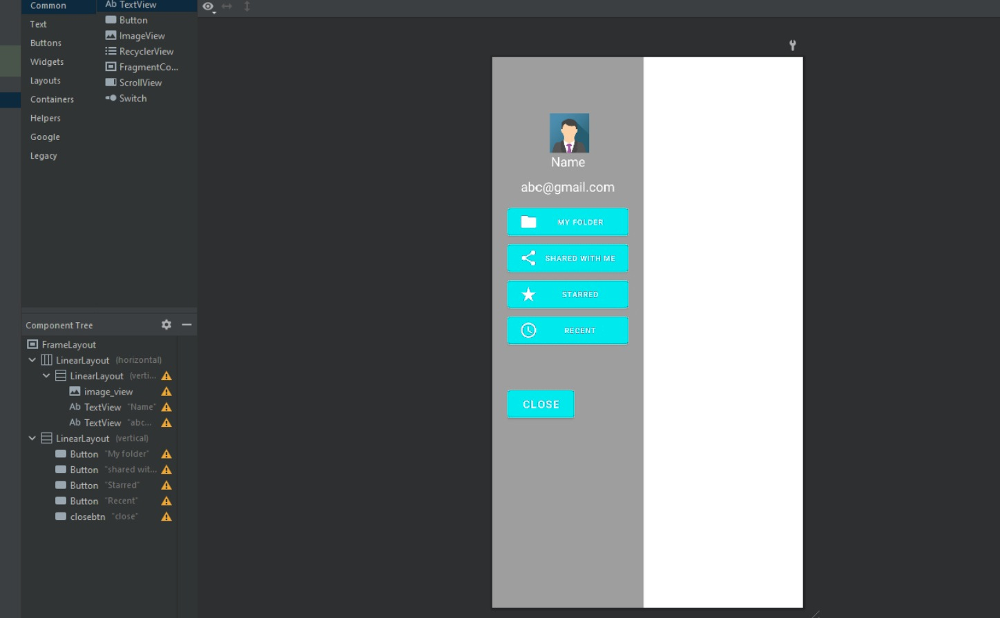 Common
Text
Buttons
Widgets
Layouts
Containers
Helpers
Google
Legacy
Ab TextView
Button
ImageView
RecyclerView
FragmentCo...
ScrollView
Switch
Component Tree
FrameLayout
LinearLayout (horizontal)
LinearLayout (verti...
image_view
Ab TextView "Name"
Ab TextView "abc...
LinearLayout (vertical)
Button "My folder"
Button "shared wit...
Button "Starred"
Button "Recent"
closebtn "close"
Name
abc@gmail.com
MY FOLDER
SHARED WITH ME
STARRED
RECENT
CLOSE